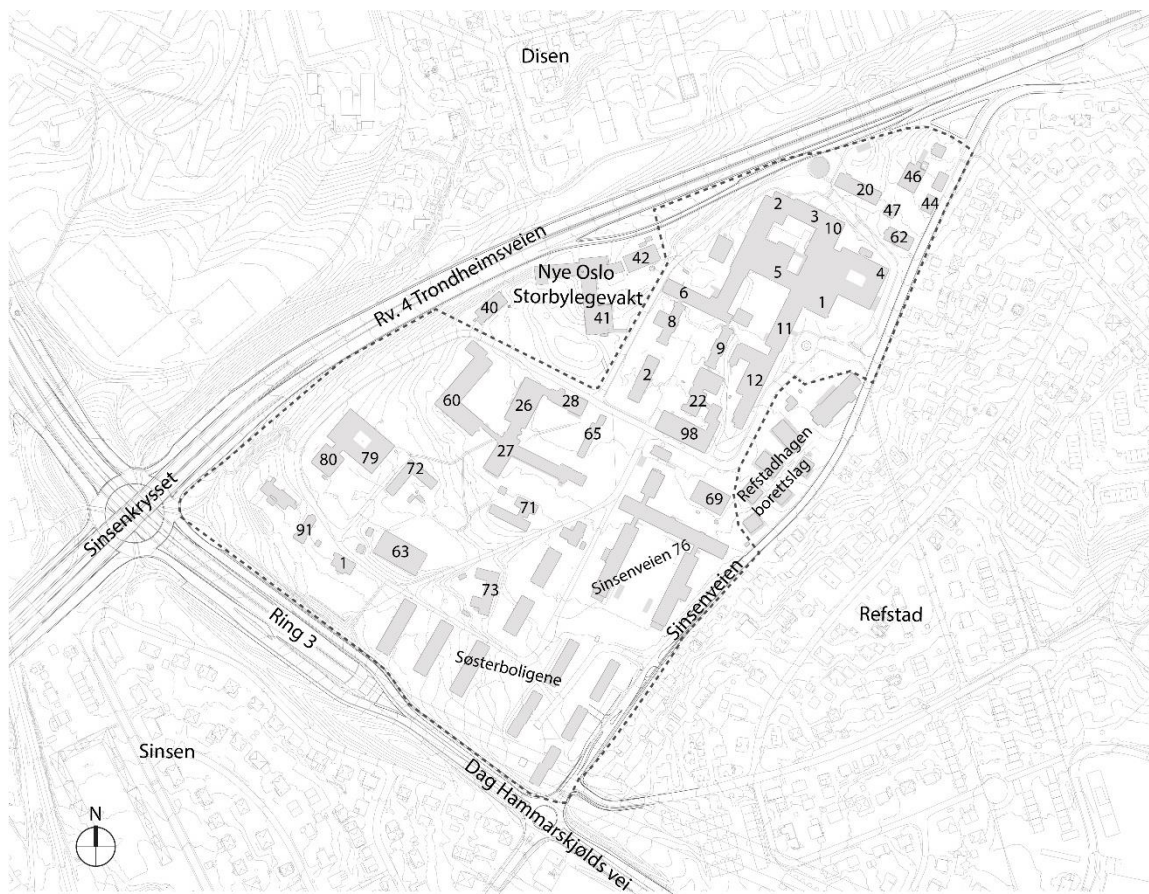 Disen
46
20
2
3
44
47
10
62
Rv. 4 Trondheimsveien
42
Nye Oslo
Storbylegevakt
5
4
6
1
40
41
8
11
9
2
12
60
26
28
22
65
98
Refstadhagen
borettslag
80
79
27
72
69
71
Sinsenkrysset
91
63
1
Sinsenveien 76
73
Sinsenveien
Ring 3
Refstad
Søsterboligene
Sinsen
Dag Hammarskjølds vei
N